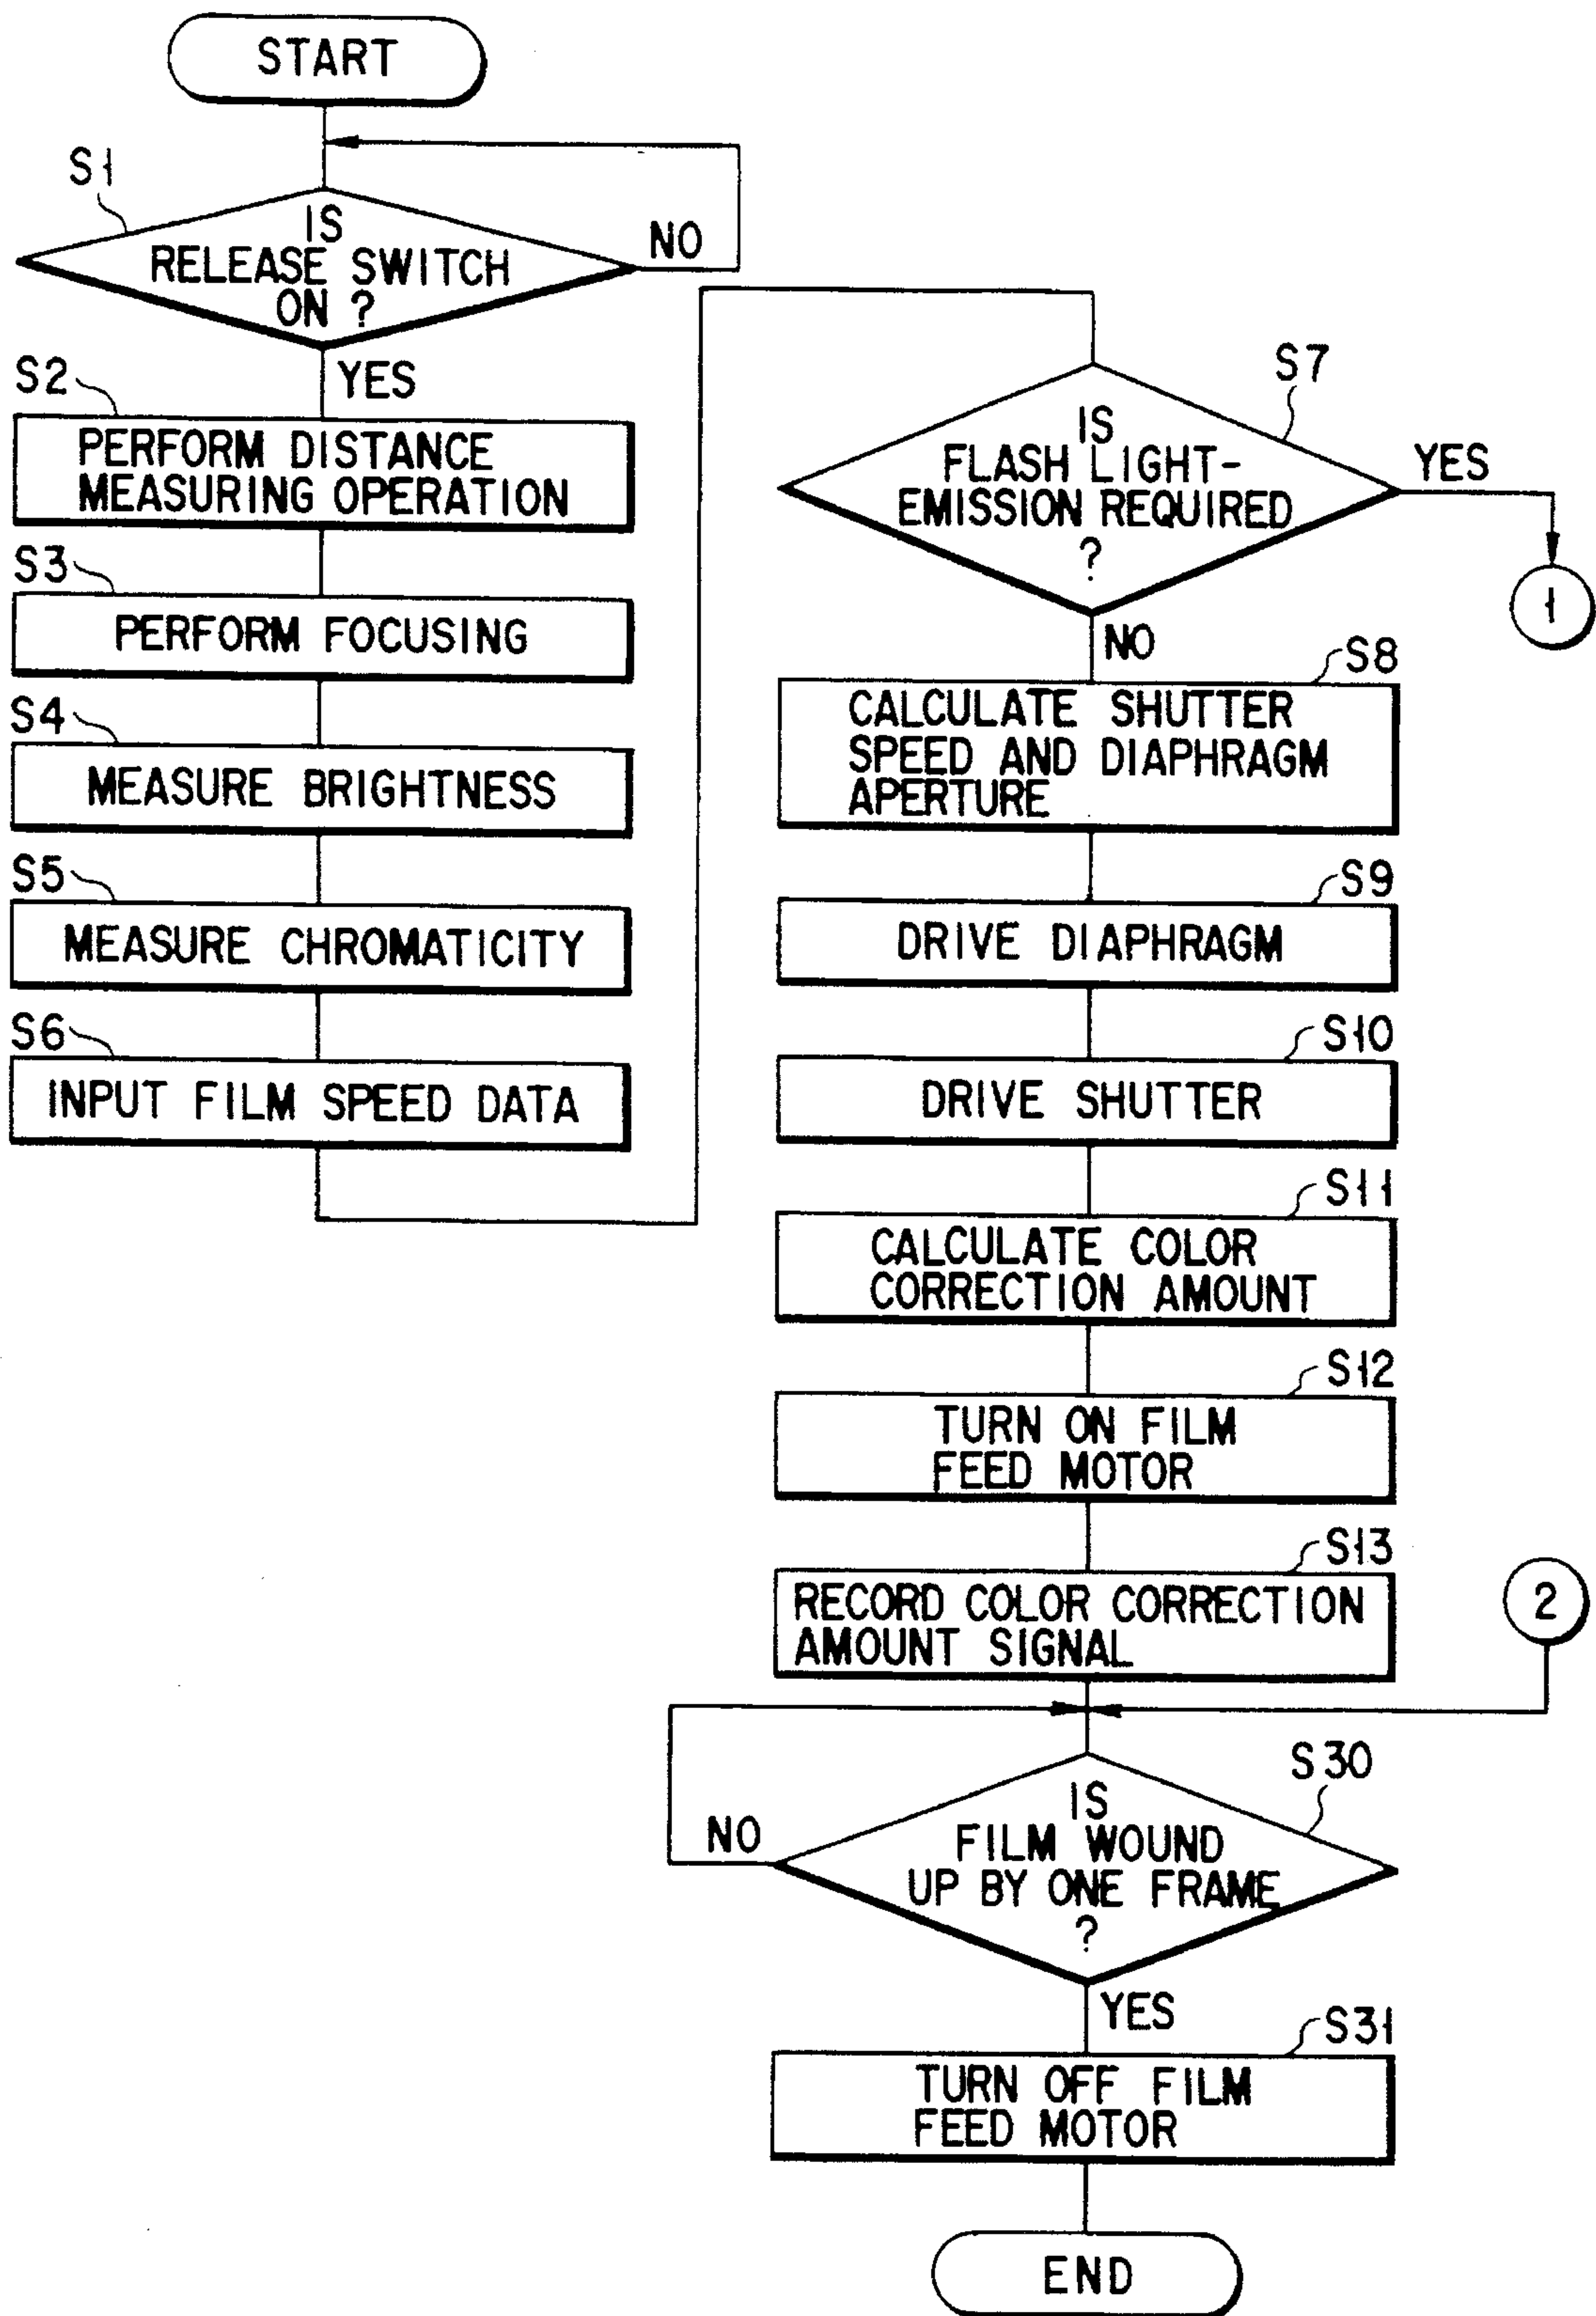 START
S1
IS
RELEASE SWITCH
ON ?
NO
YES
S2
PERFORM DISTANCE
MEASURING OPERATION
S3
PERFORM FOCUSING
S4
MEASURE BRIGHTNESS
S5
MEASURE CHROMATICITY
S6
INPUT FILM SPEED DATA
S7
IS
FLASH LIGHT-
EMISSION REQUIRED
?
YES
1
NO
S8
CALCULATE SHUTTER
SPEED AND DIAPHRAGM
APERTURE
S9
DRIVE DIAPHRAGM
S10
DRIVE SHUTTER
S11
CALCULATE COLOR
CORRECTION AMOUNT
S12
TURN ON FILM
FEED MOTOR
S13
RECORD COLOR CORRECTION
AMOUNT SIGNAL
2
S30
IS
FILM WOUND
UP BY ONE FRAME
?
NO
YES
S31
TURN OFF FILM
FEED MOTOR
END